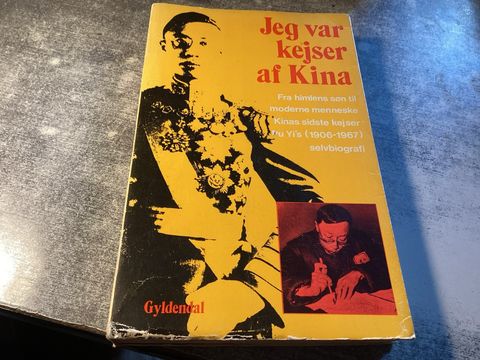 Jeg var
kejser
af Kina
Fra himlens søn til
moderne menneske
Kinas sidste kejser
Pu Yi's (1906-1967)
selvbiografi
Gyldendal